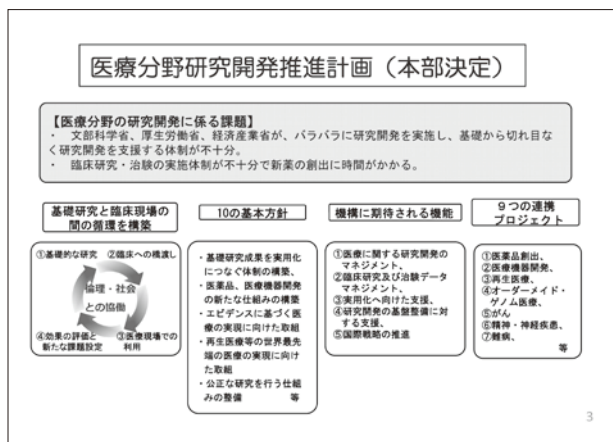 医療分野研究開発推進計画（本部決定）
【医療分野の研究開発に係る課題】
・ 文部科学省、厚生労働省、経済産業省が、バラバラに研究開発を実施し、基礎から切れ目な
く研究開発を支援する体制が不十分。
・ 臨床研究・治験の実施体制が不十分で新薬の創出に時間がかかる。
基礎研究と臨床現場の
間の循環を構築
①基礎的な研究 ②臨床への橋渡し
倫理・社会
との協働
④効果の評価と
新たな課題設定
③医療現場での
利用
10の基本方針
・基礎研究成果を実用化
につなぐ体制の構築、
・医薬品、医療機器開発
の新たな仕組みの構築
・エビデンスに基づく医
療の実現に向けた取組
・再生医療等の世界最先
端の医療の実現に向け
た取組
・公正な研究を行う仕組
みの整備 等
機構に期待される機能
①医療に関する研究開発の
マネジメント、
②臨床研究及び治験データ
マネジメント、
③実用化へ向けた支援、
④研究開発の基盤整備に対
する支援、
⑤国際戦略の推進
９つの連携
プロジェクト
①医薬品創出、
②医療機器開発、
③再生医療、
④オーダーメイド・
ゲノム医療、
⑤がん
⑥精神・神経疾患、
⑦難病、
等
3